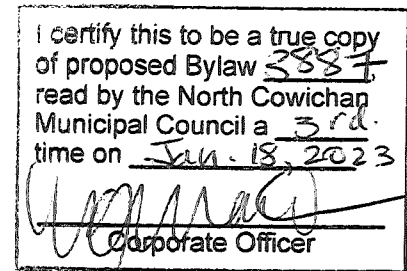 I certify this to be a true copy
of proposed Bylaw 3887
read by the North Cowichan
Municipal Council a 3rd.
time on Jan. 18, 2023
Corporate Officer